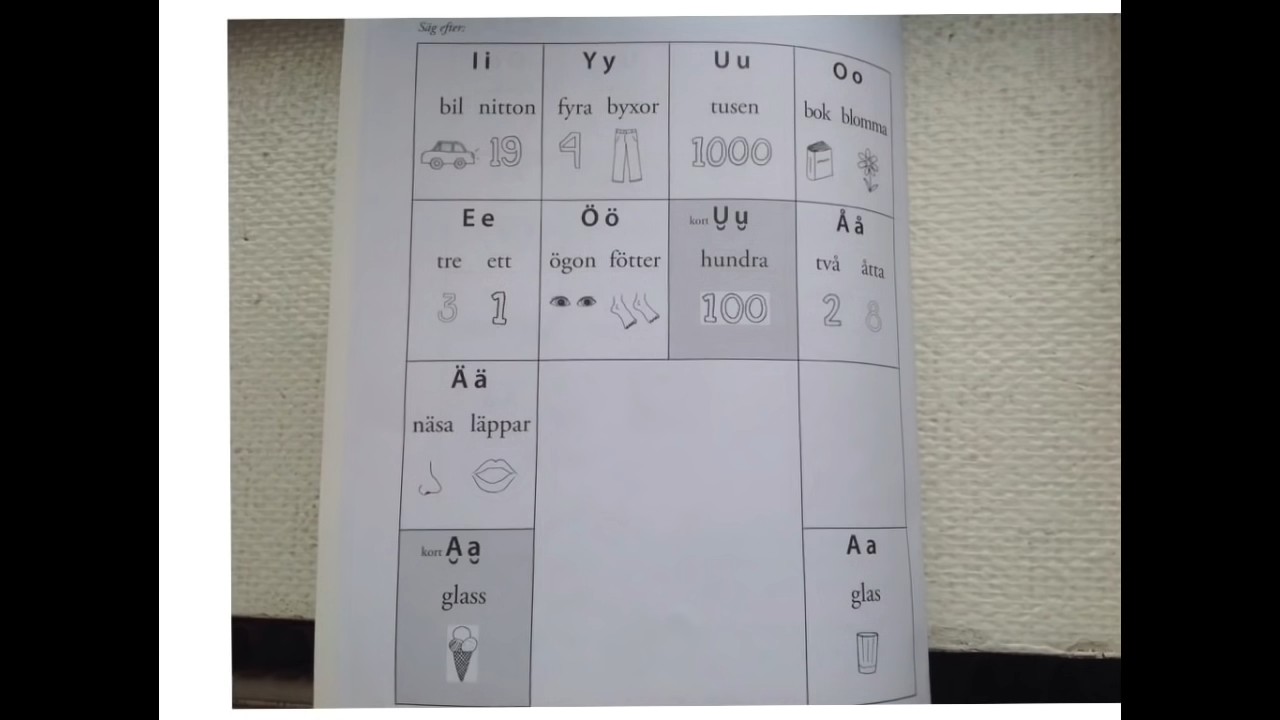 Säg efter:
I i
Y y
U u
O o
bil nitton
fyra byxor
tusen
bok blomma
19
4
1000
E e
Ö ö
kort U̮ u̮
Å å
tre ett
ögon fötter
hundra
två åtta
3 1
100
2 8
Ä ä
näsa läppar
kort A̮ a̮
A a
glass
glas